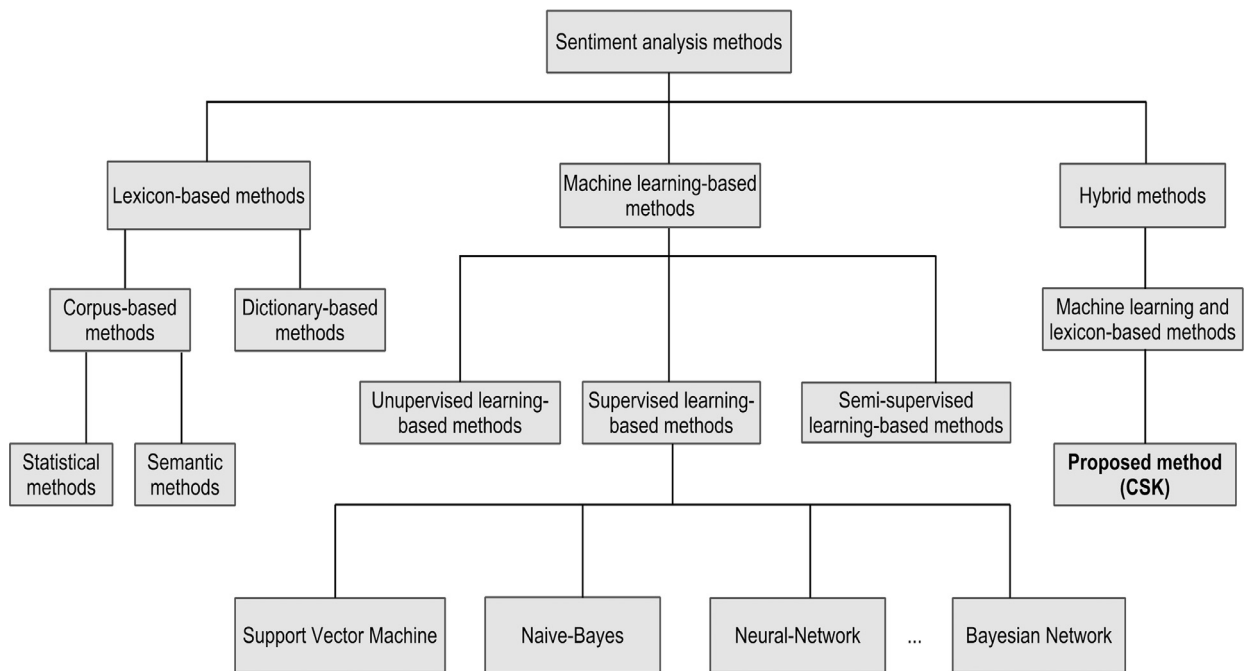 Sentiment analysis methods
Lexicon-based methods
Machine learning-based
methods
Hybrid methods
Corpus-based
methods
Dictionary-based
methods
Machine learning and
lexicon-based methods
Unupervised learning-
based methods
Supervised learning-
based methods
Semi-supervised
learning-based methods
Statistical
methods
Semantic
methods
Proposed method
(CSK)
Support Vector Machine
Naive-Bayes
Neural-Network
...
Bayesian Network